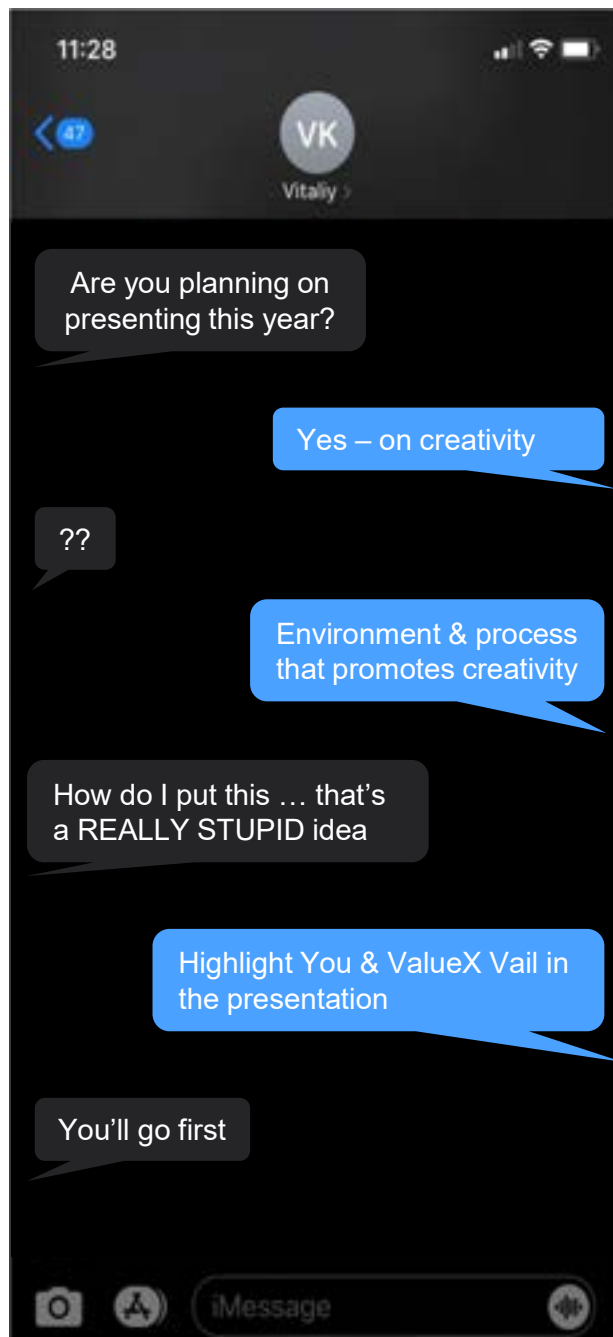 11:28
47
VK
Vitaliy
Are you planning on
presenting this year?
Yes – on creativity
??
Environment & process
that promotes creativity
How do I put this … that’s
a REALLY STUPID idea
Highlight You & ValueX Vail in
the presentation
You’ll go first
iMessage